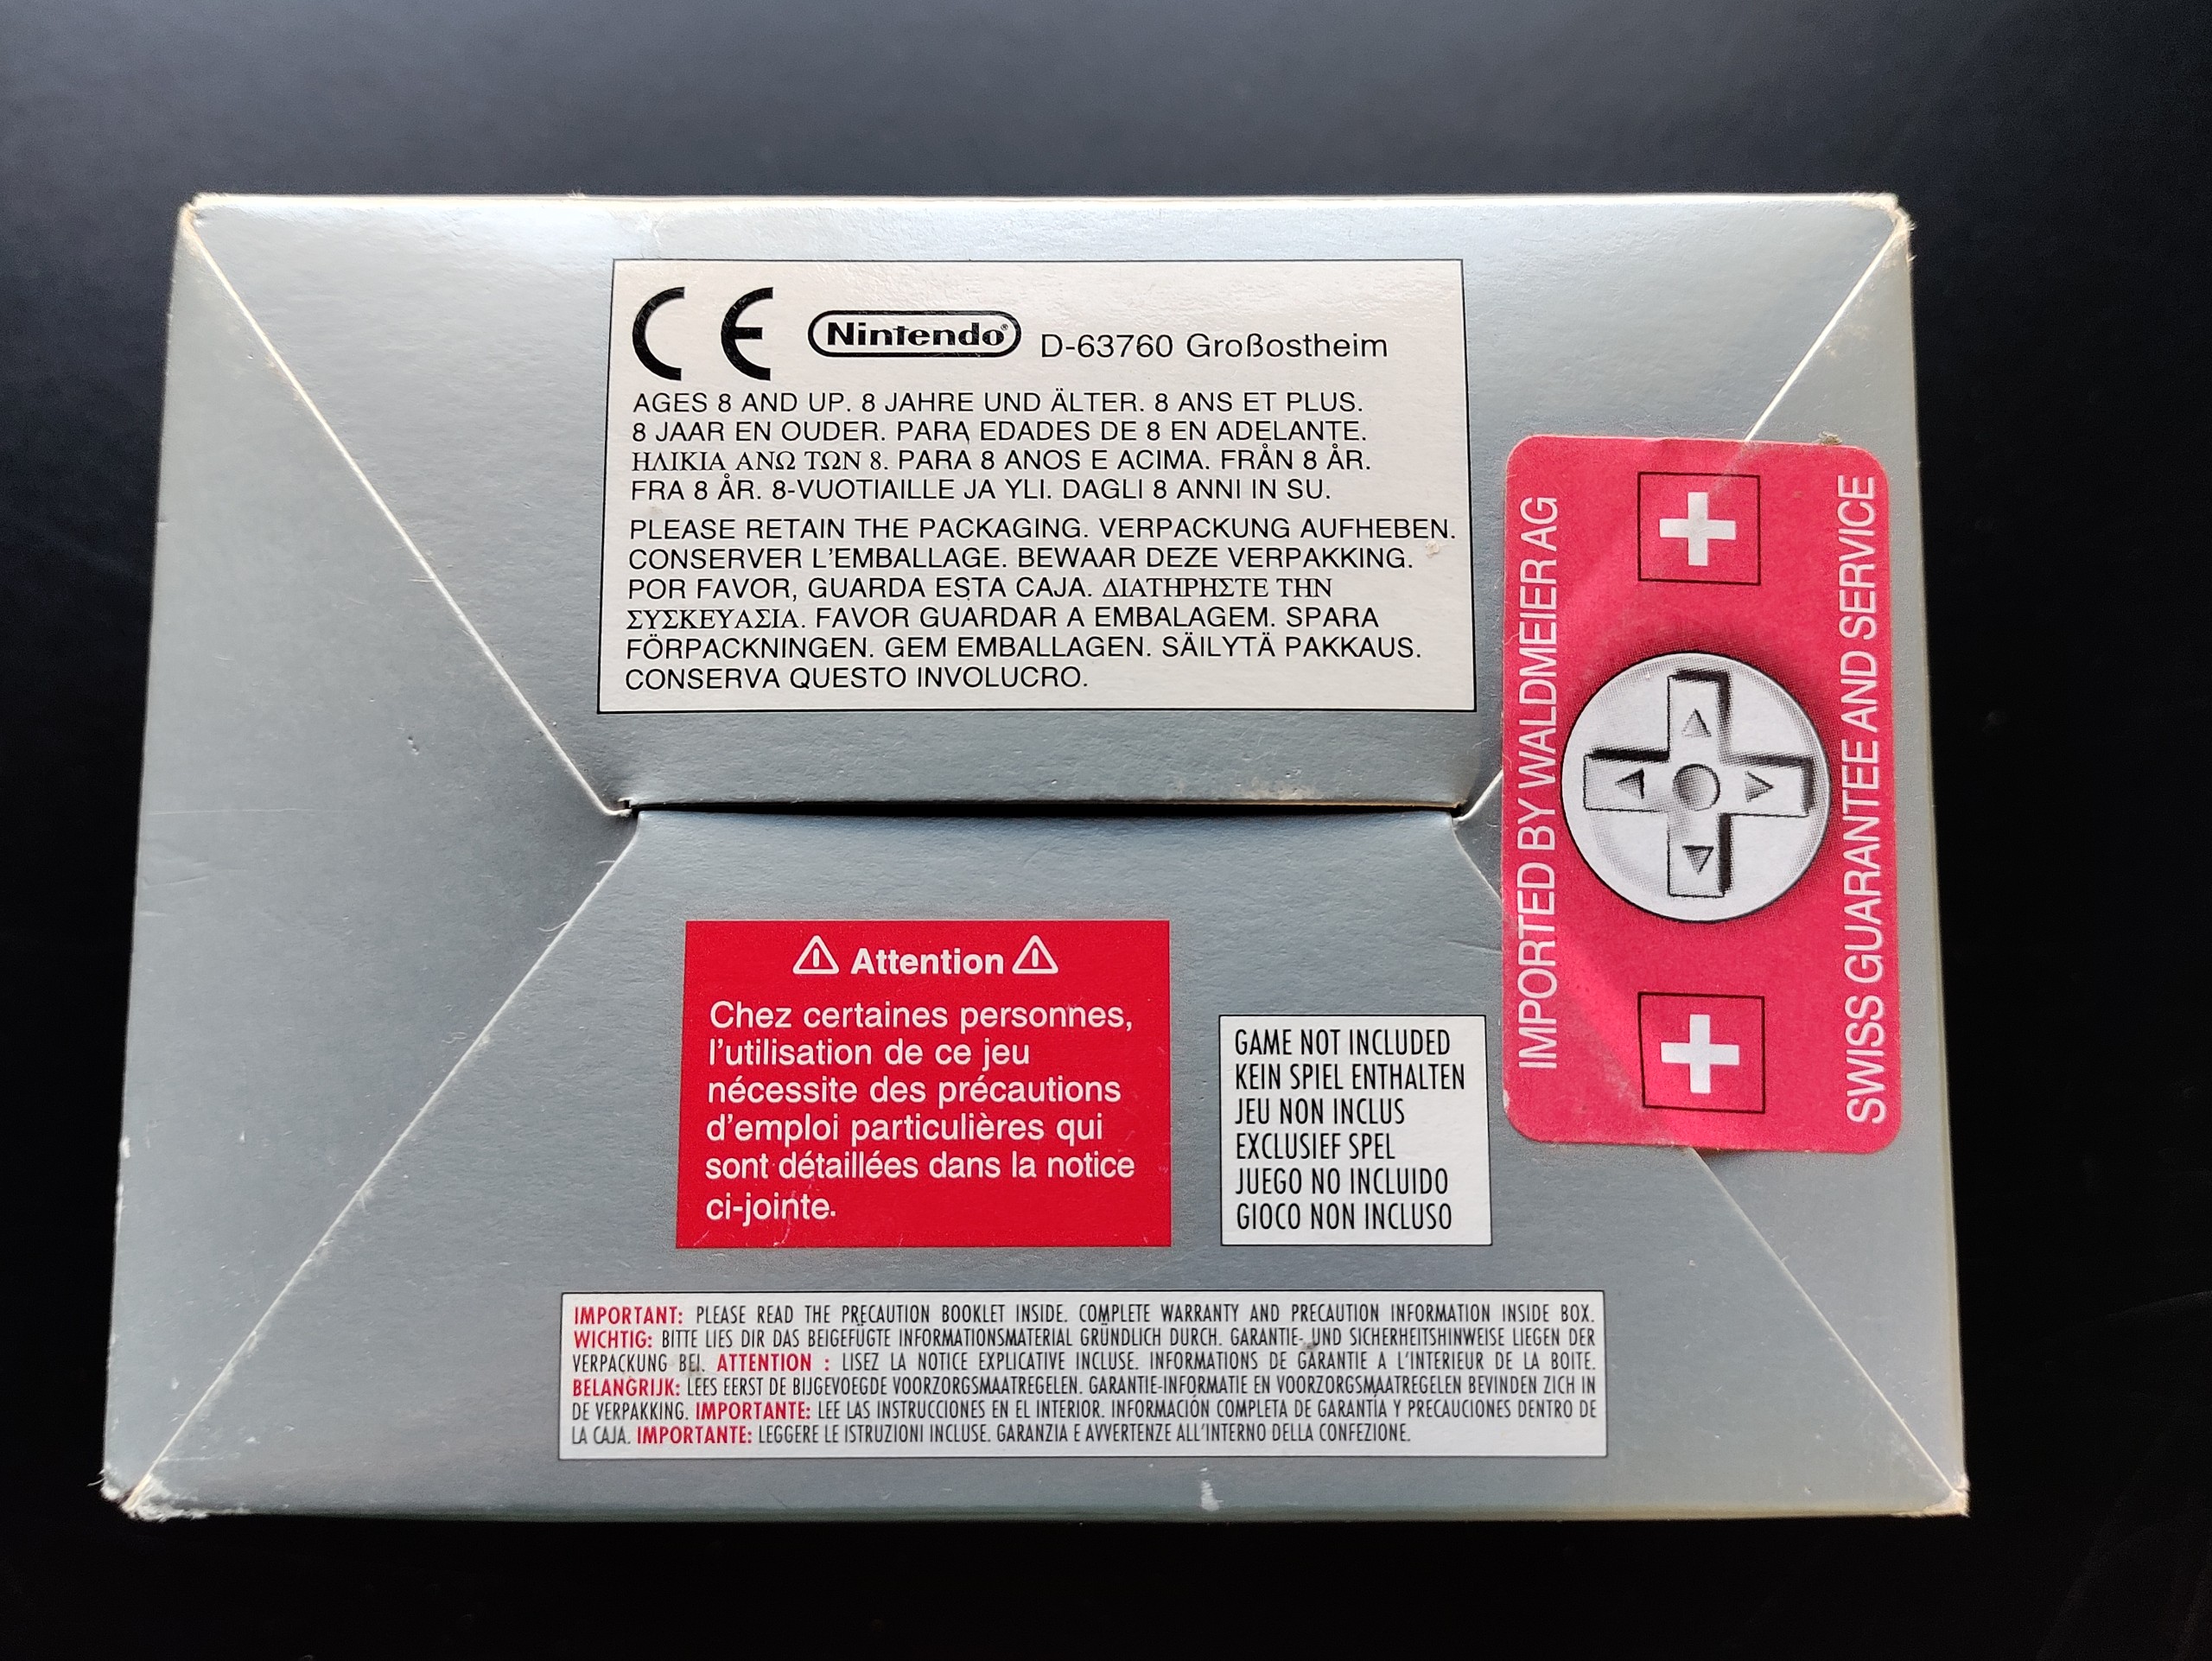 CE Nintendo® D-63760 Großostheim
AGES 8 AND UP. 8 JAHRE UND ÄLTER. 8 ANS ET PLUS.
8 JAAR EN OUDER. PARA EDADES DE 8 EN ADELANTE.
ΗΛΙΚΙΑ ΑΝΩ ΤΩΝ 8. PARA 8 ANOS E ACIMA. FRÅN 8 ÅR.
FRA 8 ÅR. 8-VUOTIAILLE JA YLI. DAGLI 8 ANNI IN SU.
PLEASE RETAIN THE PACKAGING. VERPACKUNG AUFHEBEN.
CONSERVER L'EMBALLAGE. BEWAAR DEZE VERPAKKING.
POR FAVOR, GUARDA ESTA CAJA. ΔΙΑΤΗΡΗΣΤΕ ΤΗΝ
ΣΥΣΚΕΥΑΣΙΑ. FAVOR GUARDAR A EMBALAGEM. SPARA
FÖRPACKNINGEN. GEM EMBALLAGEN. SÄILYTÄ PAKKAUS.
CONSERVA QUESTO INVOLUCRO.
IMPORTED BY WALDMEIER AG
SWISS GUARANTEE AND SERVICE
Attention
Chez certaines personnes,
l'utilisation de ce jeu
nécessite des précautions
d'emploi particulières qui
sont détaillées dans la notice
ci-jointe.
GAME NOT INCLUDED
KEIN SPIEL ENTHALTEN
JEU NON INCLUS
EXCLUSIEF SPEL
JUEGO NO INCLUIDO
GIOCO NON INCLUSO
IMPORTANT: PLEASE READ THE PRECAUTION BOOKLET INSIDE. COMPLETE WARRANTY AND PRECAUTION INFORMATION INSIDE BOX.
WICHTIG: BITTE LIES DIR DAS BEIGEFÜGTE INFORMATIONSMATERIAL GRÜNDLICH DURCH. GARANTIE- UND SICHERHEITSHINWEISE LIEGEN DER
VERPACKUNG BEI. ATTENTION : LISEZ LA NOTICE EXPLICATIVE INCLUSE. INFORMATIONS DE GARANTIE A L'INTERIEUR DE LA BOITE.
BELANGRIJK: LEES EERST DE BIJGEVOEGDE VOORZORGSMAATREGELEN. GARANTIE-INFORMATIE EN VOORZORGSMAATREGELEN BEVINDEN ZICH IN
DE VERPAKKING. IMPORTANTE: LEE LAS INSTRUCCIONES EN EL INTERIOR. INFORMACIÓN COMPLETA DE GARANTÍA Y PRECAUCIONES DENTRO DE
LA CAJA. IMPORTANTE: LEGGERE LE ISTRUZIONI INCLUSE. GARANZIA E AVVERTENZE ALL'INTERNO DELLA CONFEZIONE.